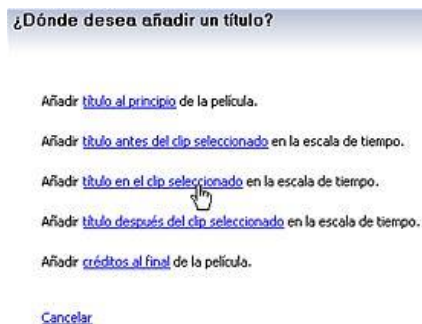 ¿Dónde desea añadir un título?
Añadir título al principio de la película.
Añadir título antes del clip seleccionado en la escala de tiempo.
Añadir título en el clip seleccionado en la escala de tiempo.
Añadir título después del clip seleccionado en la escala de tiempo.
Añadir créditos al final de la película.
Cancelar